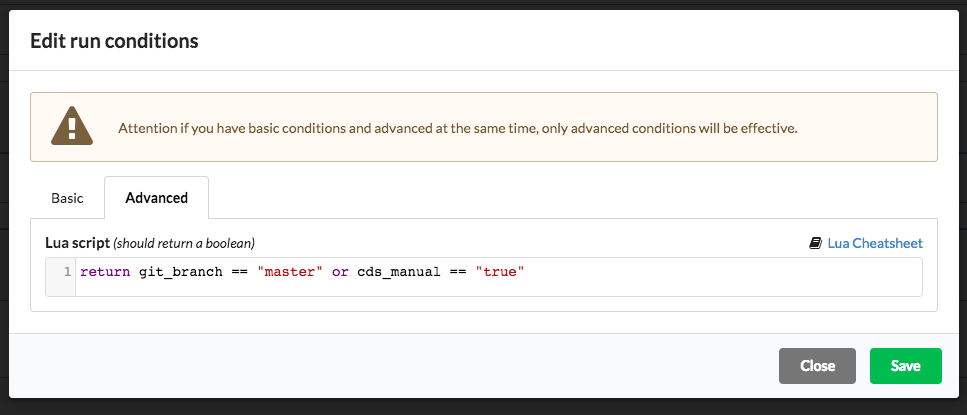 Edit run conditions
Attention if you have basic conditions and advanced at the same time, only advanced conditions will be effective.
Basic Advanced
Lua script (should return a boolean) Lua Cheatsheet
1 return git_branch == "master" or cds_manual == "true"
Close Save